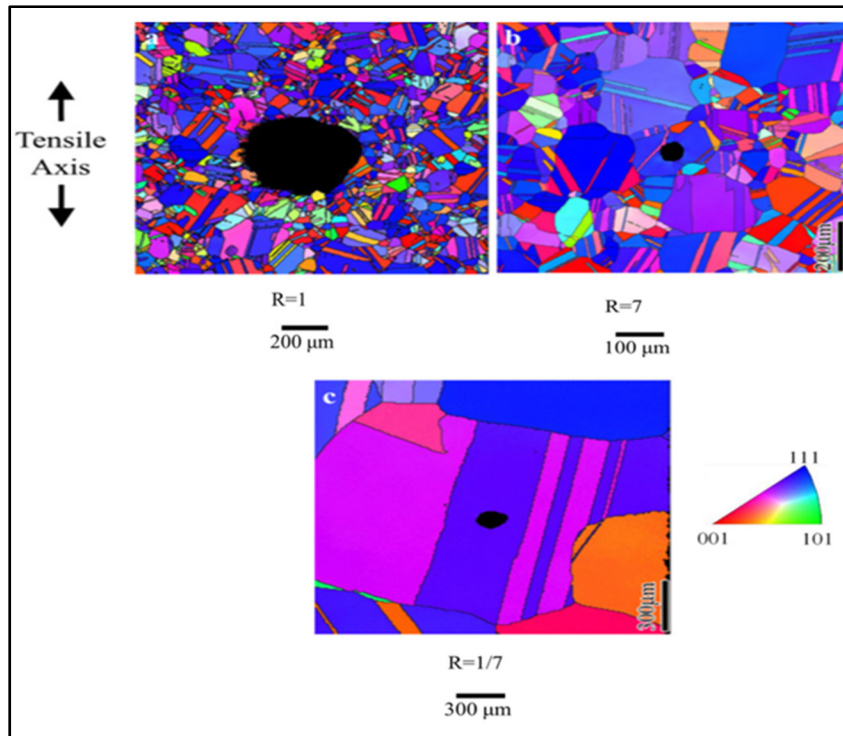 a
b
Tensile
Axis
200μm
R=1
200 μm
R=7
100 μm
c
111
001
101
300μm
R=1/7
300 μm